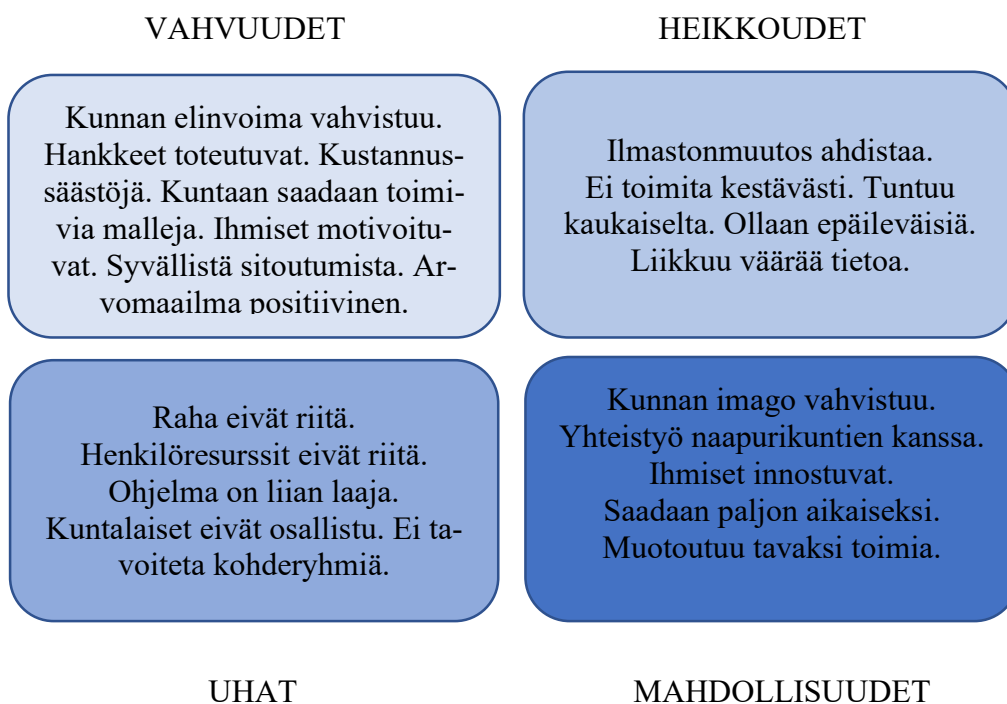 VAHVUUDET
Kunnan elinvoima vahvistuu.
Hankkeet toteutuvat. Kustannus-
säästöjä. Kuntaan saadaan toimi-
via malleja. Ihmiset motivoitu-
vat. Syvällistä sitoutumista. Ar-
vomaailma positiivinen.
HEIKKOUDET
Ilmastonmuutos ahdistaa.
Ei toimita kestävästi. Tuntuu
kaukaiselta. Ollaan epäileväisiä.
Liikkuu väärää tietoa.
Raha eivät riitä.
Henkilöresurssit eivät riitä.
Ohjelma on liian laaja.
Kuntalaiset eivät osallistu. Ei ta-
voiteta kohderyhmiä.
UHAT
Kunnan imago vahvistuu.
Yhteistyö naapurikuntien kanssa.
Ihmiset innostuvat.
Saadaan paljon aikaiseksi.
Muotoutuu tavaksi toimia.
MAHDOLLISUUDET